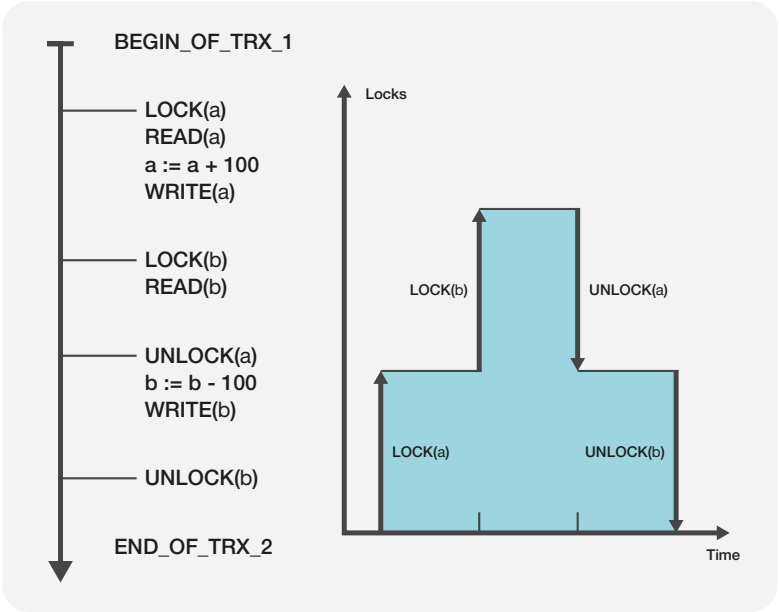 BEGIN_OF_TRX_1
LOCK(a)
READ(a)
a := a + 100
WRITE(a)
LOCK(b)
READ(b)
UNLOCK(a)
b := b - 100
WRITE(b)
UNLOCK(b)
END_OF_TRX_2
Locks
LOCK(b)
UNLOCK(a)
LOCK(a)
UNLOCK(b)
Time